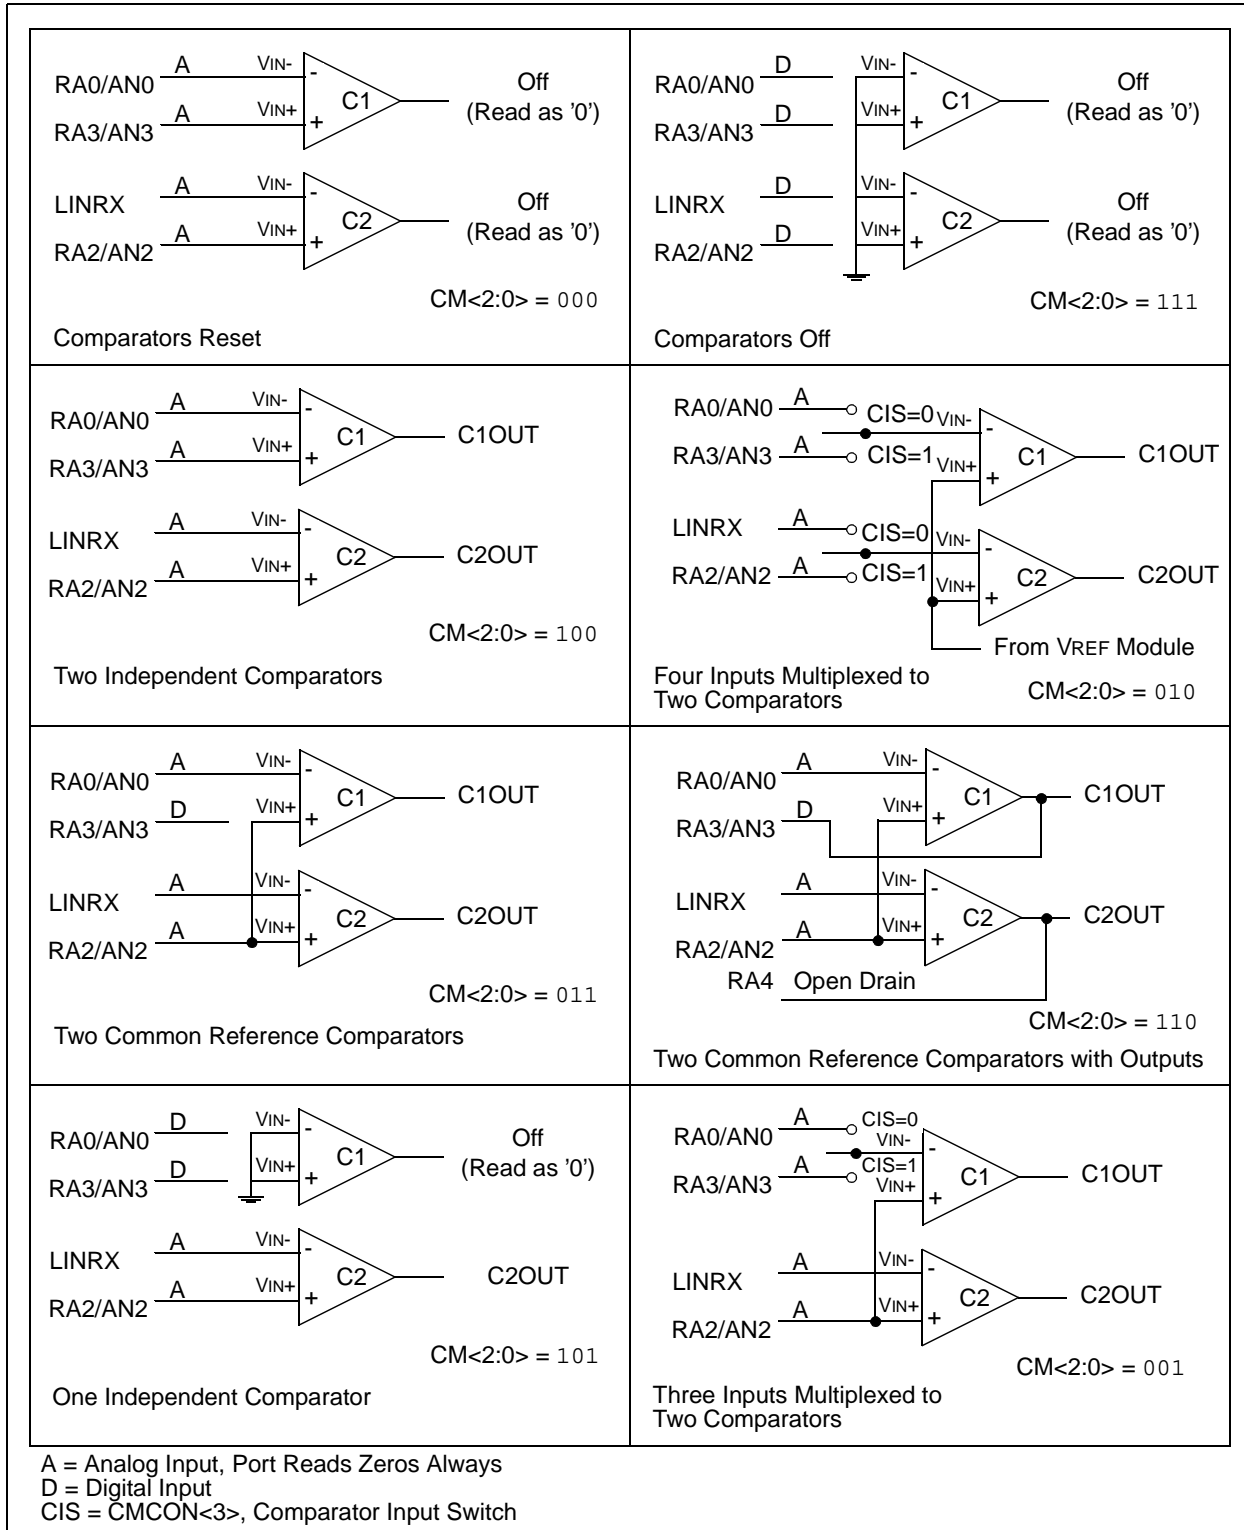 RA0/AN0 A VIN- - Off
C1 (Read as '0')
RA3/AN3 A VIN+ +
LINRX A VIN- - Off
C2 (Read as '0')
RA2/AN2 A VIN+ +
CM<2:0> = 000
Comparators Reset
RA0/AN0 D VIN- - Off
C1 (Read as '0')
RA3/AN3 D VIN+ +
LINRX D VIN- - Off
C2 (Read as '0')
RA2/AN2 D VIN+ +
CM<2:0> = 111
Comparators Off
RA0/AN0 A VIN- -
C1 C1OUT
RA3/AN3 A VIN+ +
LINRX A VIN- -
C2 C2OUT
RA2/AN2 A VIN+ +
CM<2:0> = 100
Two Independent Comparators
RA0/AN0 A CIS=0 VIN- -
C1 C1OUT
RA3/AN3 A CIS=1 VIN+ +
LINRX A CIS=0 VIN- -
C2 C2OUT
RA2/AN2 A CIS=1 VIN+ +
From VREF Module
Four Inputs Multiplexed to
Two Comparators
CM<2:0> = 010
RA0/AN0 A VIN- -
C1 C1OUT
RA3/AN3 D VIN+ +
LINRX A VIN- -
C2 C2OUT
RA2/AN2 A VIN+ +
CM<2:0> = 011
Two Common Reference Comparators
RA0/AN0 A VIN- -
C1 C1OUT
RA3/AN3 D VIN+ +
LINRX A VIN- -
C2 C2OUT
RA2/AN2 A VIN+ +
RA4 Open Drain
CM<2:0> = 110
Two Common Reference Comparators with Outputs
RA0/AN0 D VIN- - Off
C1 (Read as '0')
RA3/AN3 D VIN+ +
LINRX A VIN- -
C2 C2OUT
RA2/AN2 A VIN+ +
CM<2:0> = 101
One Independent Comparator
RA0/AN0 A CIS=0
VIN- -
C1 C1OUT
RA3/AN3 A CIS=1
VIN+ +
LINRX A VIN- -
C2 C2OUT
RA2/AN2 A VIN+ +
CM<2:0> = 001
Three Inputs Multiplexed to
Two Comparators
A = Analog Input, Port Reads Zeros Always
D = Digital Input
CIS = CMCON<3>, Comparator Input Switch